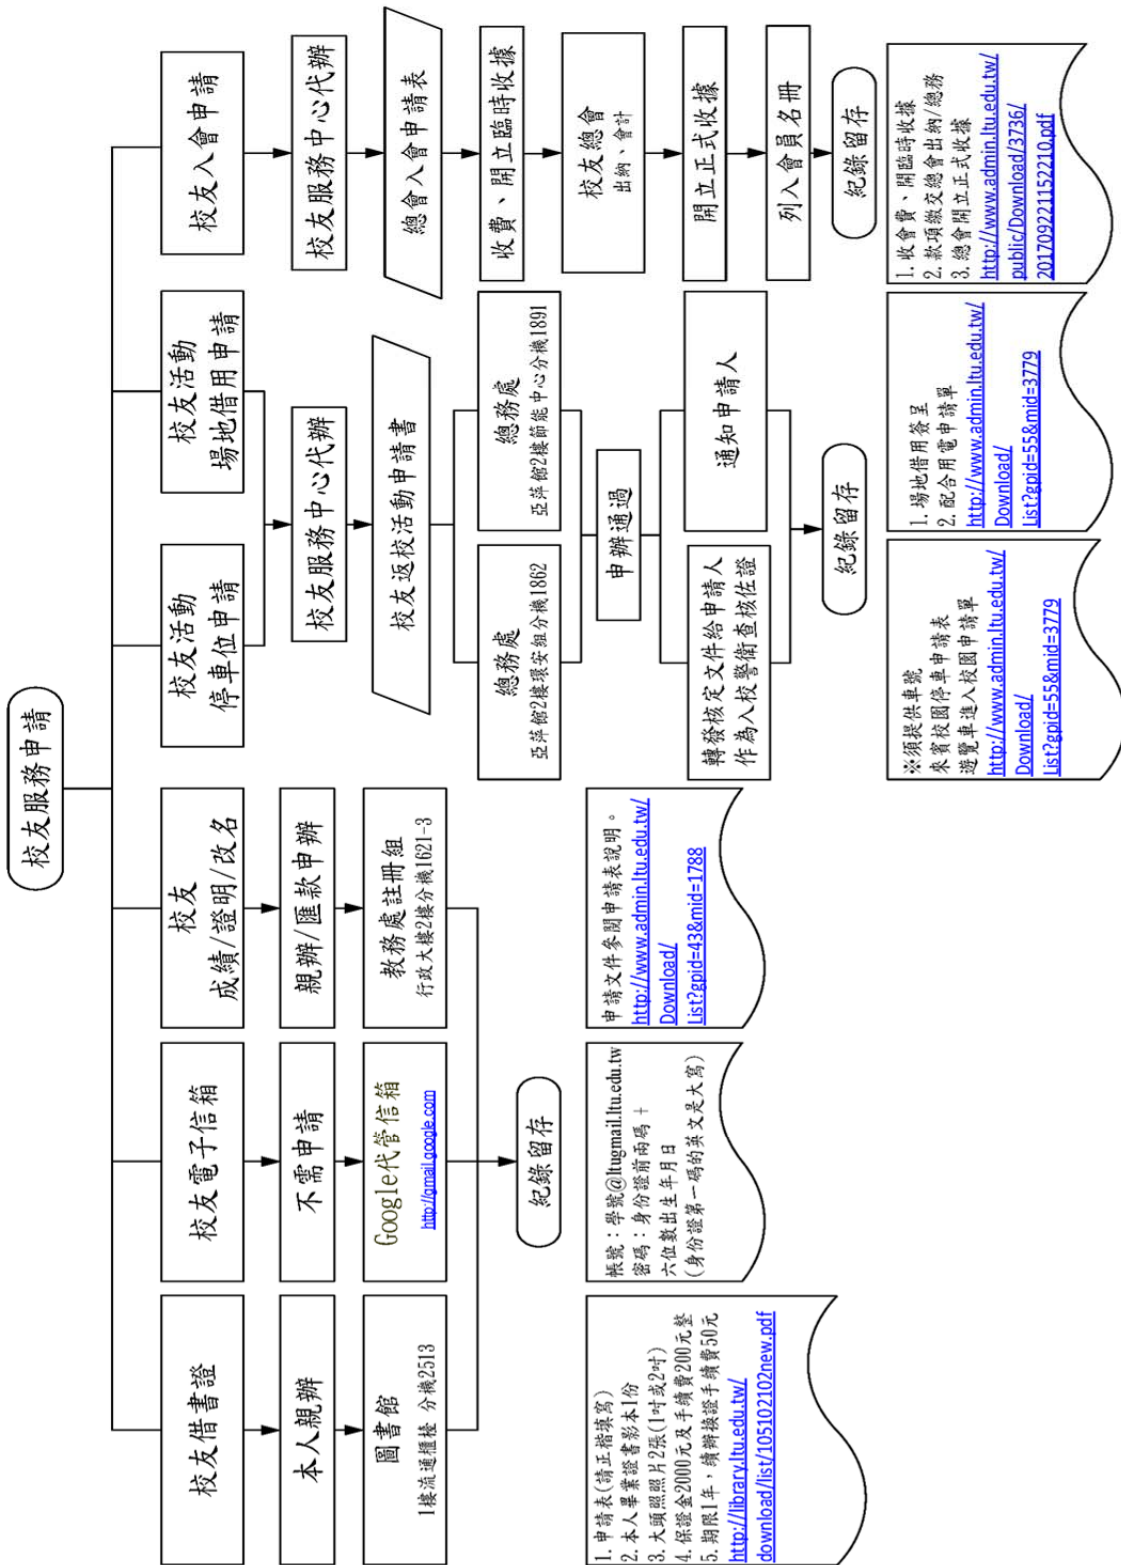 校友服務申請
校友借書證
本人親辦
圖書館
1樓流通櫃檯 分機2513
1. 申請表(請正楷填寫)
2. 本人畢業證書影本1份
3. 大頭照照片2張(1吋或2吋)
4. 保證金2000元及手續費200元整
5. 期限1年，續辦換證手續費50元
http://library.ltu.edu.tw/
download/list/105102102new.pdf
校友電子信箱
不需申請
Google代管信箱
http://gmail.google.com
帳號：學號@ltugmail.ltu.edu.tw
密碼：身份證前兩碼＋
六位數出生年月日
(身份證第一碼的英文是大寫)
校友
成績/證明/改名
親辦/匯款申辦
教務處註冊組
行政大樓2樓分機1621-3
申請文件參閱申請表說明。
http://www.admin.ltu.edu.tw/
Download/
List?gpid=43&mid=1788
紀錄留存
校友活動
停車位申請
校友活動
場地借用申請
校友服務中心代辦
校友返校活動申請書
總務處
亞萍館2樓環安組分機1862
總務處
亞萍館2樓節能中心分機1891
申辦通過
轉發核定文件給申請人
作為入校警衛查核佐證
通知申請人
紀錄留存
※須提供車號
來賓校園停車申請表
遊覽車進入校園申請單
http://www.admin.ltu.edu.tw/
Download/
List?gpid=55&mid=3779
1. 場地借用簽呈
2. 配合用電申請單
http://www.admin.ltu.edu.tw/
Download/
List?gpid=55&mid=3779
校友入會申請
校友服務中心代辦
總會入會申請表
收費、開立臨時收據
校友總會
出納、會計
開立正式收據
列入會員名冊
紀錄留存
1. 收會費、開臨時收據
2. 款項繳交總會出納/總務
3. 總會開立正式收據
http://www.admin.ltu.edu.tw/
public/Download/3736/
201709221152210.pdf